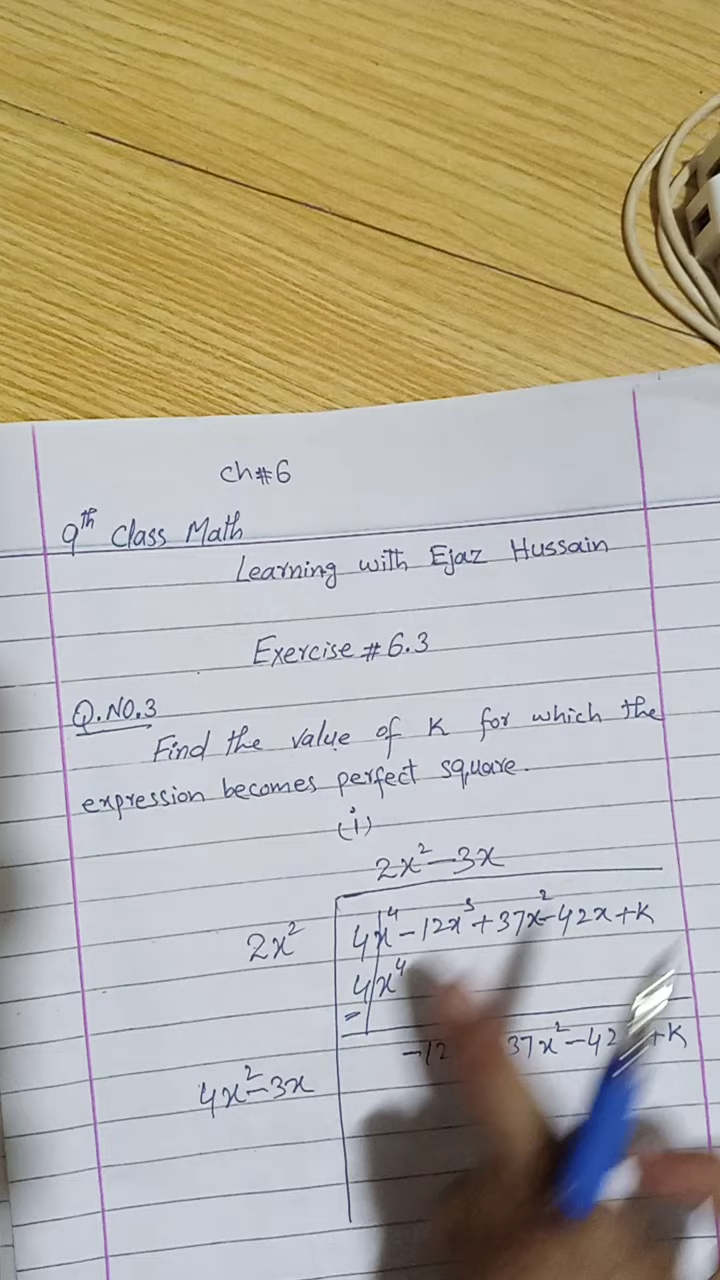 Ch#6
9th Class Math
Learning with Ejaz Hussain
Exercise #6.3
Q.NO.3
Find the value of K for which the
expression becomes perfect square.
(i)
2x²-3x
2x² 4x⁴-12x³+37x²-42x+K
4x⁴
-
-12 37x²-42 +K
4x²-3x